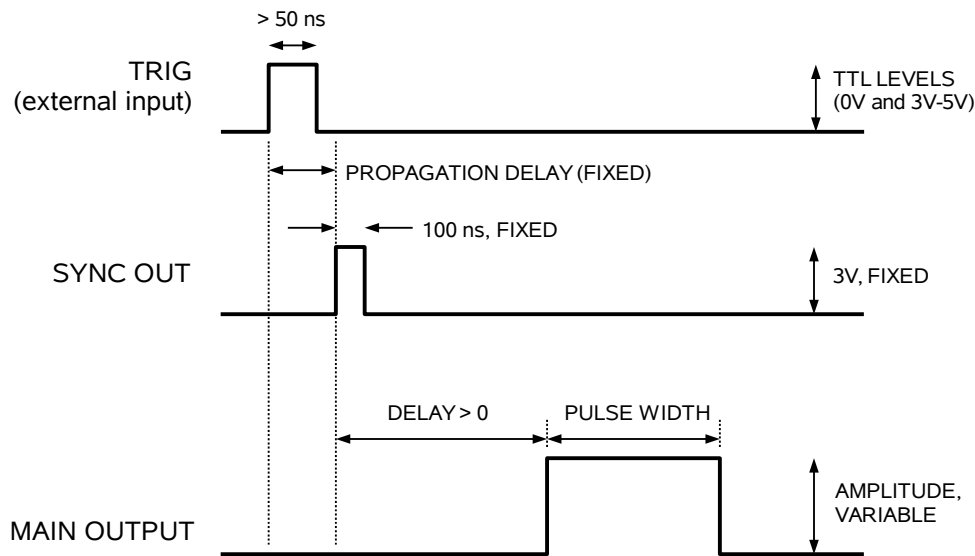 > 50 ns
TRIG
(external input)
TTL LEVELS
(0V and 3V-5V)
PROPAGATION DELAY (FIXED)
100 ns, FIXED
SYNC OUT
3V, FIXED
DELAY > 0
PULSE WIDTH
AMPLITUDE,
VARIABLE
MAIN OUTPUT